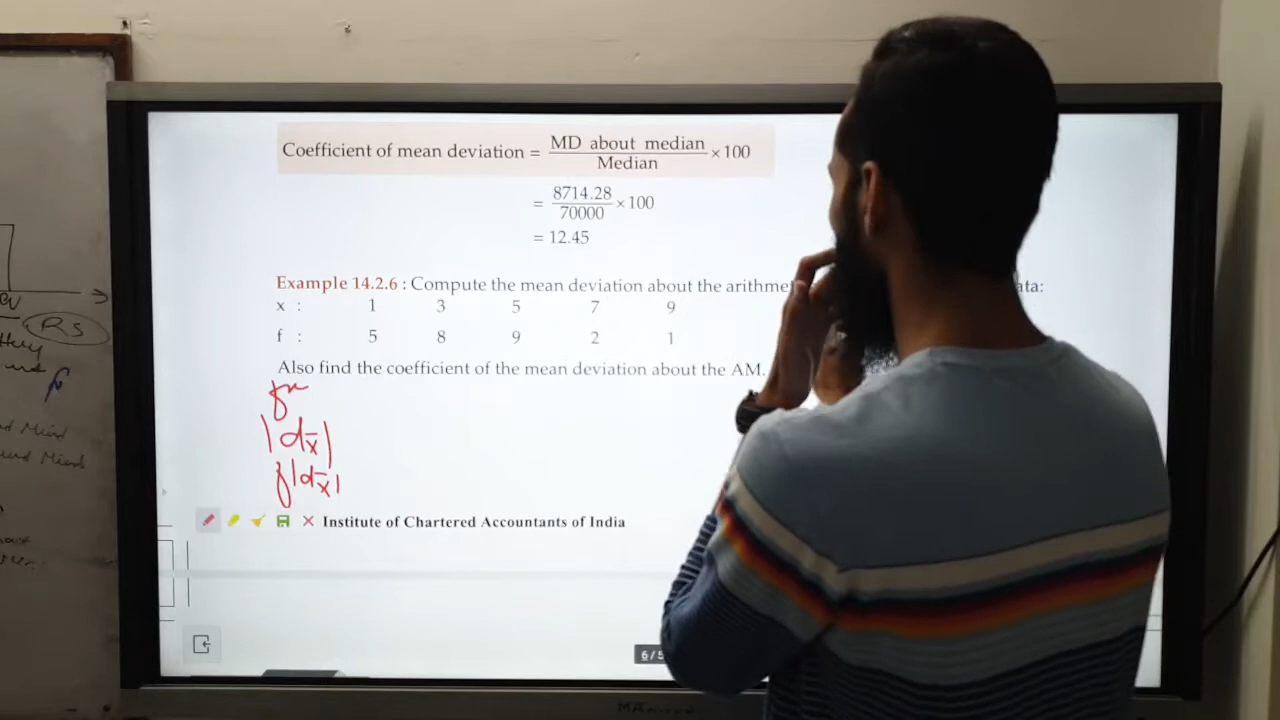 Coefficient of mean deviation = MD about median / Median × 100
= 8714.28 / 70000 × 100
= 12.45
Example 14.2.6 : Compute the mean deviation about the ata:
x : 1 3 5 7 9
f : 5 8 9 2 1
Also find the coefficient of the mean deviation about the AM.
fx
|dx̄|
f|dx̄|
Institute of Chartered Accountants of India
RS
they
Mind
Minds